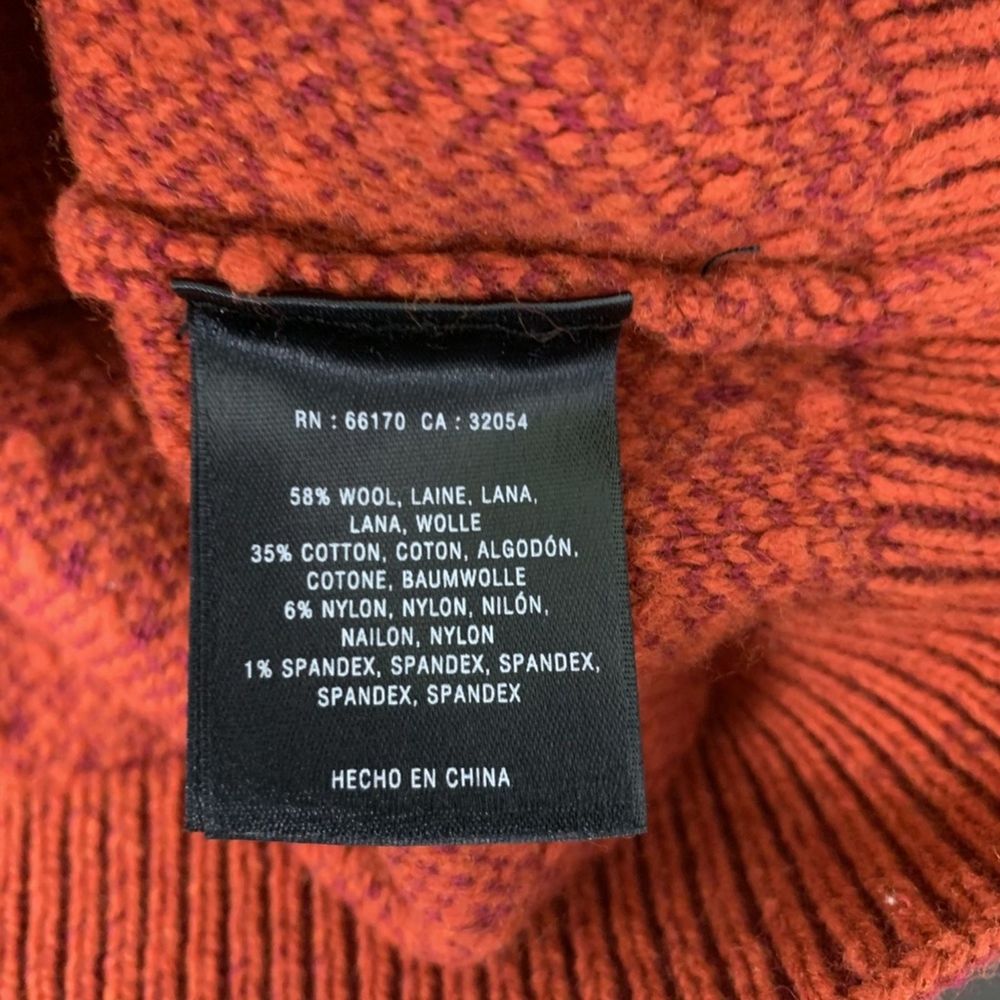 RN : 66170 CA : 32054
58% WOOL, LAINE, LANA,
LANA, WOLLE
35% COTTON, COTON, ALGODÓN,
COTONE, BAUMWOLLE
6% NYLON, NYLON, NILÓN,
NAILON, NYLON
1% SPANDEX, SPANDEX, SPANDEX,
SPANDEX, SPANDEX
HECHO EN CHINA